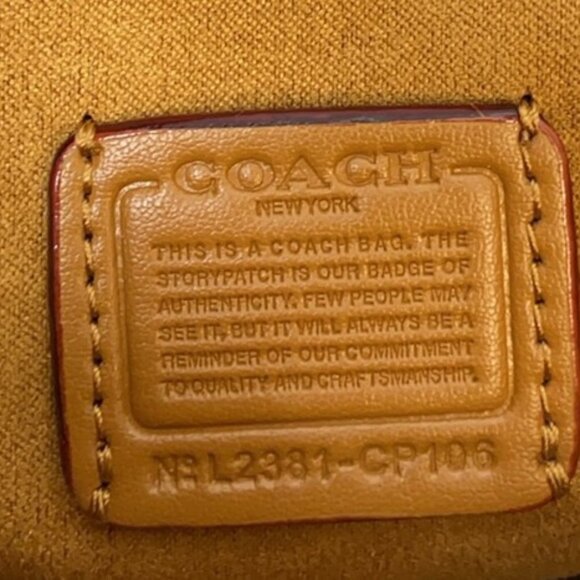 COACH
NEW YORK
THIS IS A COACH BAG. THE
STORYPATCH IS OUR BADGE OF
AUTHENTICITY. FEW PEOPLE MAY
SEE IT, BUT IT WILL ALWAYS BE A
REMINDER OF OUR COMMITMENT
TO QUALITY AND CRAFTSMANSHIP.
Nº L2381-CP106